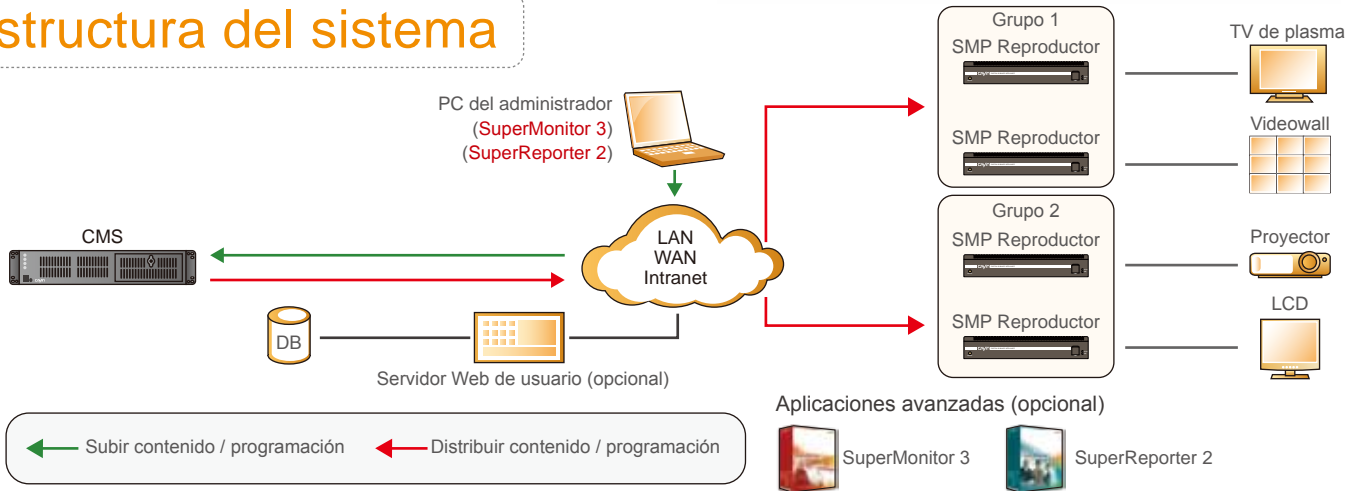 structura del sistema
PC del administrador
(SuperMonitor 3)
(SuperReporter 2)
CMS
LAN
WAN
Intranet
DB
Servidor Web de usuario (opcional)
Grupo 1
SMP Reproductor
SMP Reproductor
Grupo 2
SMP Reproductor
SMP Reproductor
TV de plasma
Videowall
Proyector
LCD
Subir contenido / programación
Distribuir contenido / programación
Aplicaciones avanzadas (opcional)
SuperMonitor 3
SuperReporter 2